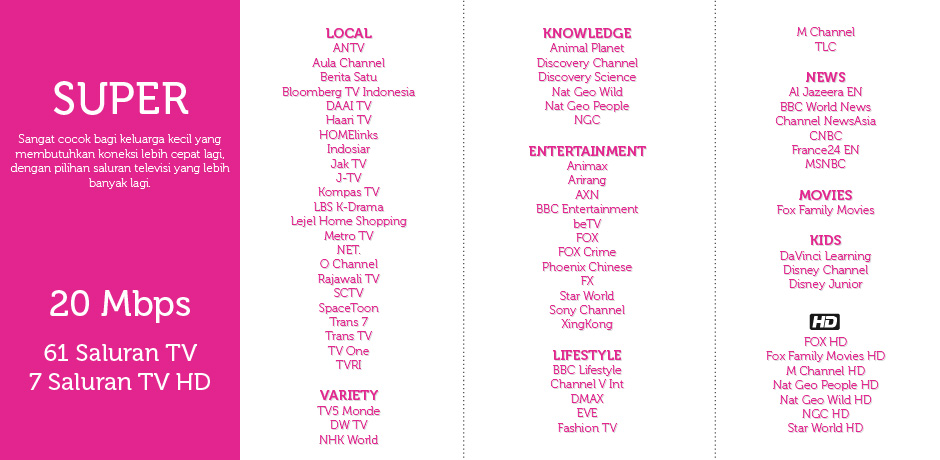 SUPER
Sangat cocok bagi keluarga kecil yang
membutuhkan koneksi lebih cepat lagi,
dengan pilihan saluran televisi yang lebih
banyak lagi.
20 Mbps
61 Saluran TV
7 Saluran TV HD
LOCAL
ANTV
Aula Channel
Berita Satu
Bloomberg TV Indonesia
DAAI TV
Haari TV
HOMElinks
Indosiar
Jak TV
J-TV
Kompas TV
LBS K-Drama
Lejel Home Shopping
Metro TV
NET.
O Channel
Rajawali TV
SCTV
SpaceToon
Trans 7
Trans TV
TV One
TVRI
VARIETY
TV5 Monde
DW TV
NHK World
KNOWLEDGE
Animal Planet
Discovery Channel
Discovery Science
Nat Geo Wild
Nat Geo People
NGC
ENTERTAINMENT
Animax
Arirang
AXN
BBC Entertainment
beTV
FOX
FOX Crime
Phoenix Chinese
FX
Star World
Sony Channel
XingKong
LIFESTYLE
BBC Lifestyle
Channel V Int
DMAX
EVE
Fashion TV
M Channel
TLC
NEWS
Al Jazeera EN
BBC World News
Channel NewsAsia
CNBC
France24 EN
MSNBC
MOVIES
Fox Family Movies
KIDS
DaVinci Learning
Disney Channel
Disney Junior
HD
FOX HD
Fox Family Movies HD
M Channel HD
Nat Geo People HD
Nat Geo Wild HD
NGC HD
Star World HD